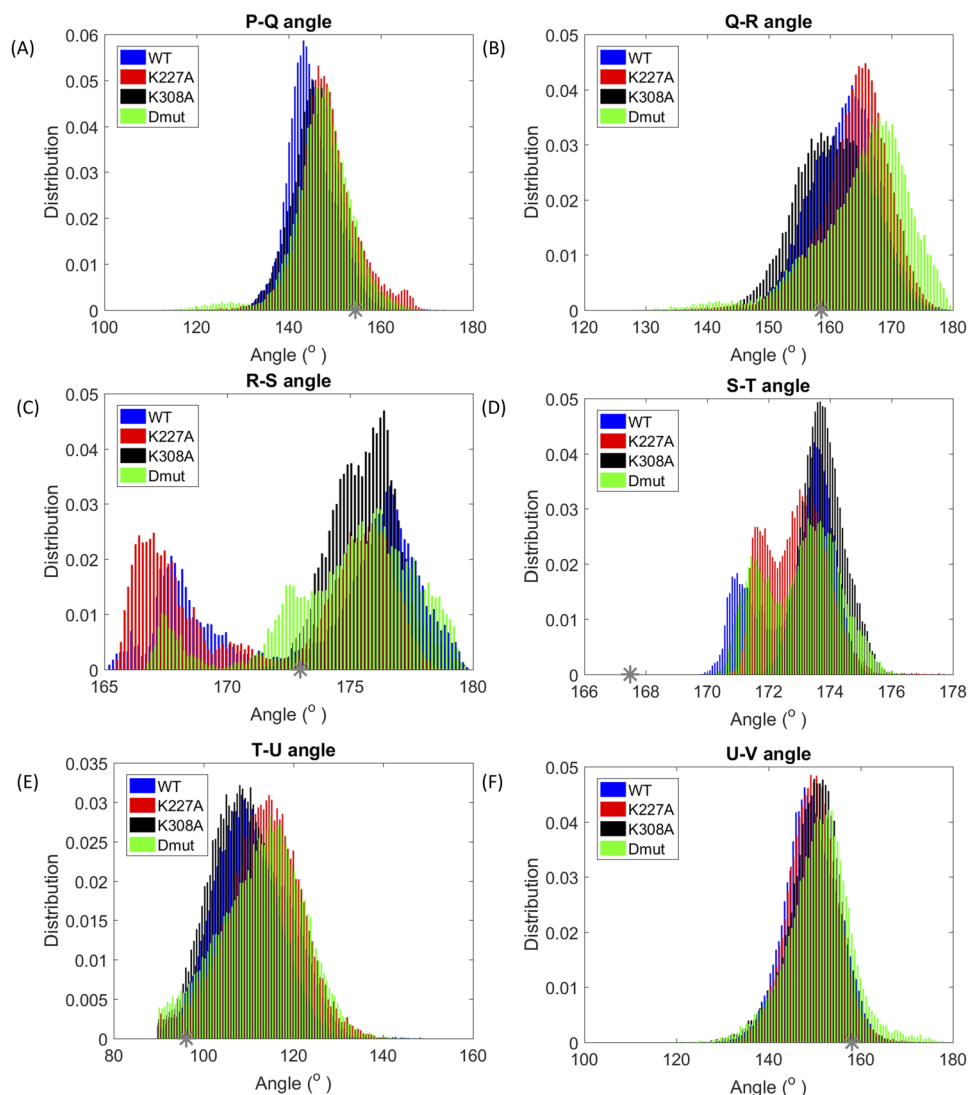 (A)
P-Q angle
0.06
0.05
0.04
0.03
0.02
0.01
0
Distribution
WT
K227A
K308A
Dmut
100 120 140 160 180
Angle (o )
(B)
Q-R angle
0.05
0.04
0.03
0.02
0.01
0
Distribution
WT
K227A
K308A
Dmut
120 130 140 150 160 170 180
Angle (o )
(C)
R-S angle
0.05
0.04
0.03
0.02
0.01
0
Distribution
WT
K227A
K308A
Dmut
165 170 175 180
Angle (o )
(D)
S-T angle
0.05
0.04
0.03
0.02
0.01
0
Distribution
WT
K227A
K308A
Dmut
166 168 170 172 174 176 178
Angle (o )
(E)
T-U angle
0.035
0.03
0.025
0.02
0.015
0.01
0.005
0
Distribution
WT
K227A
K308A
Dmut
80 100 120 140 160
Angle (o )
(F)
U-V angle
0.05
0.04
0.03
0.02
0.01
0
Distribution
WT
K227A
K308A
Dmut
100 120 140 160 180
Angle (o )